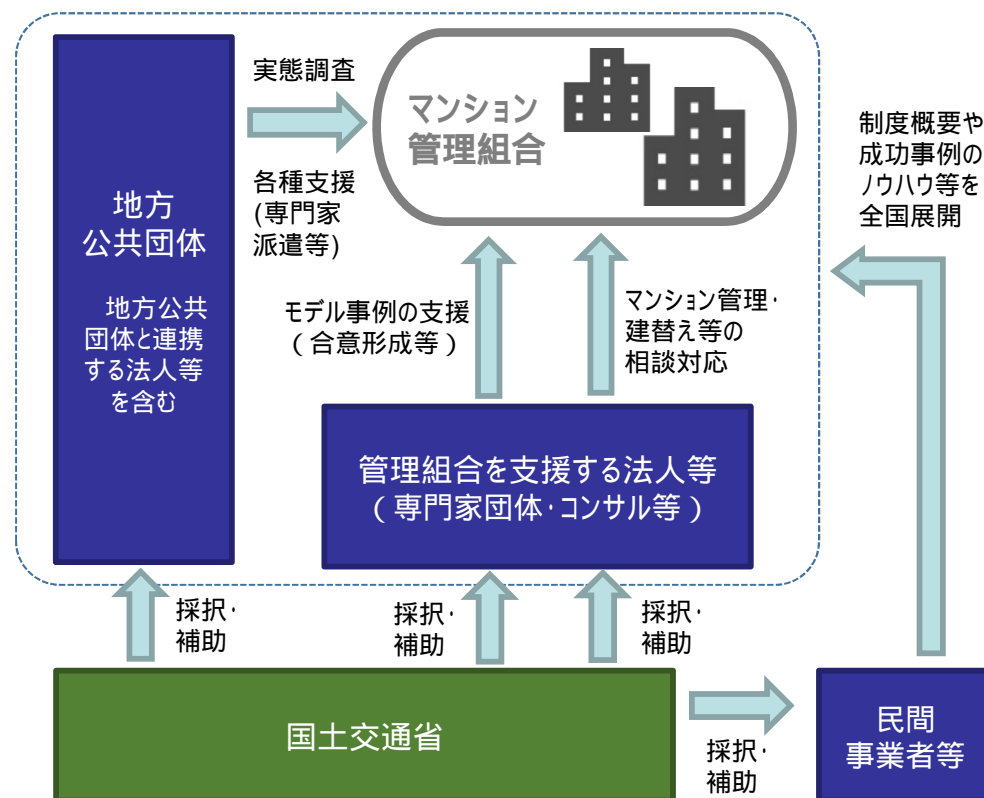 実態調査
マンション
管理組合
各種支援
(専門家
派遣等)
地方
公共団体
地方公共
団体と連携
する法人等
を含む
制度概要や
成功事例の
ノウハウ等を
全国展開
モデル事例の支援
(合意形成等)
マンション管理・
建替え等の
相談対応
管理組合を支援する法人等
(専門家団体・コンサル等)
採択・
補助
採択・
補助
採択・
補助
国土交通省
採択・
補助
民間
事業者等